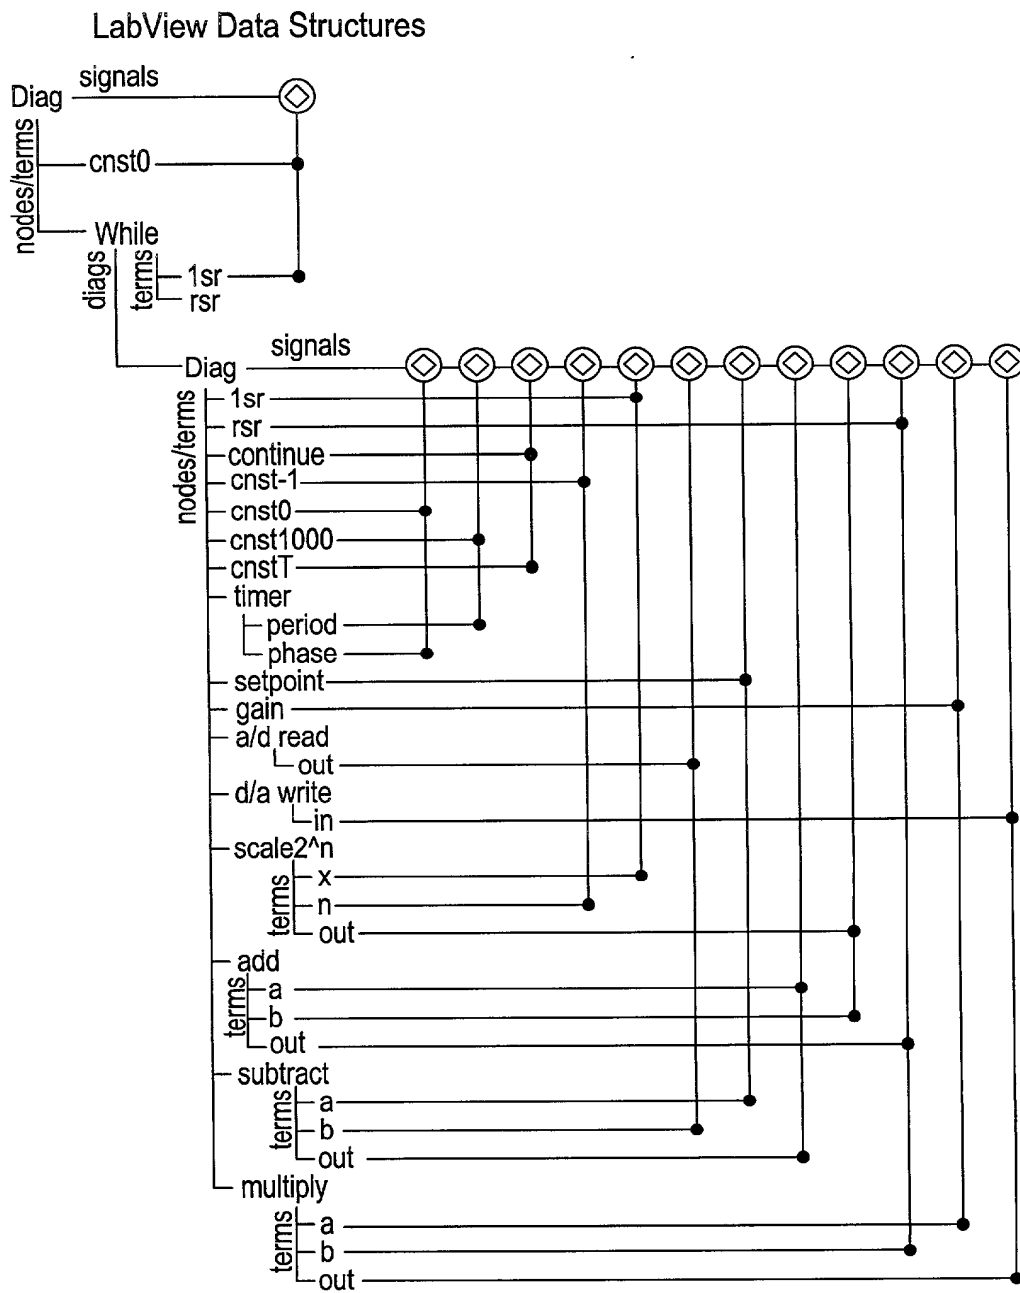 LabView Data Structures
signals
Diag
nodes/terms
cnst0
While
diags
terms
1sr
rsr
signals
Diag
nodes/terms
1sr
rsr
continue
cnst-1
cnst0
cnst1000
cnstT
timer
period
phase
setpoint
gain
a/d read
out
d/a write
in
scale2^n
terms
x
n
out
add
terms
a
b
out
subtract
terms
a
b
out
multiply
terms
a
b
out